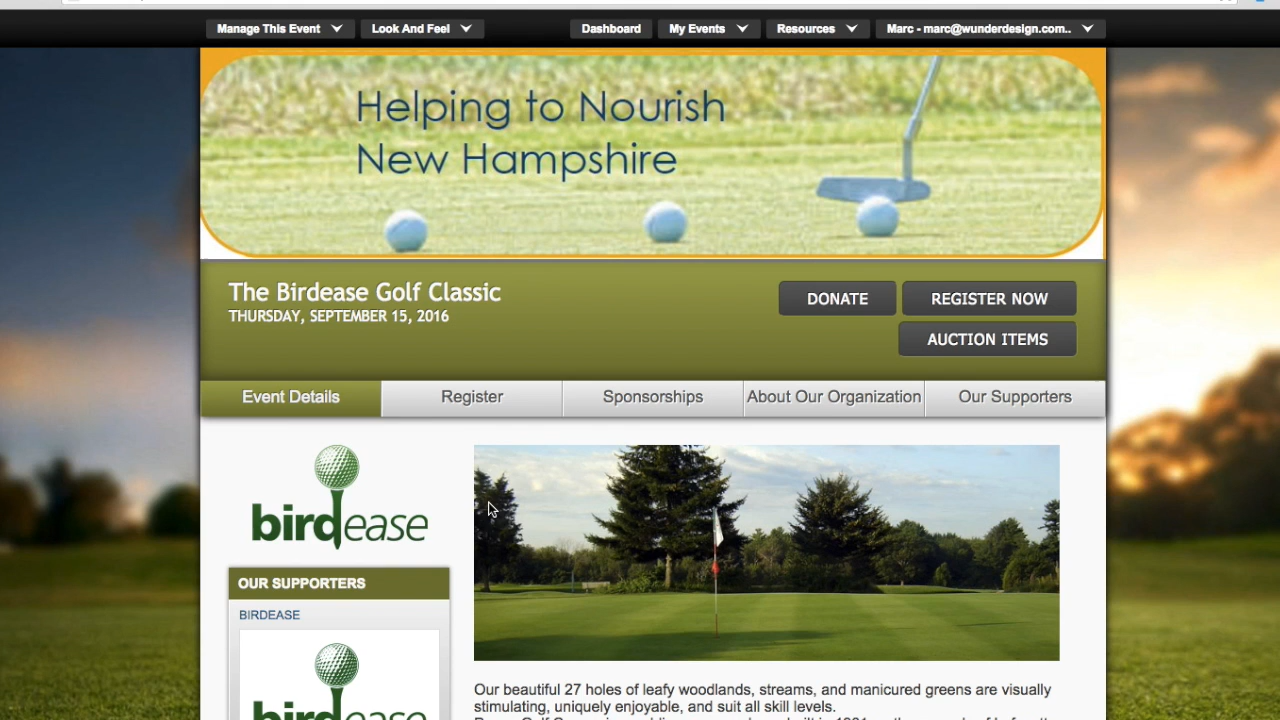 Manage This Event
Look And Feel
Dashboard
My Events
Resources
Marc - marc@wunderdesign.com..
Helping to Nourish
New Hampshire
The Birdease Golf Classic
THURSDAY, SEPTEMBER 15, 2016
DONATE
REGISTER NOW
AUCTION ITEMS
Event Details
Register
Sponsorships
About Our Organization
Our Supporters
birdease
OUR SUPPORTERS
BIRDEASE
birdease
Our beautiful 27 holes of leafy woodlands, streams, and manicured greens are visually
stimulating, uniquely enjoyable, and suit all skill levels.